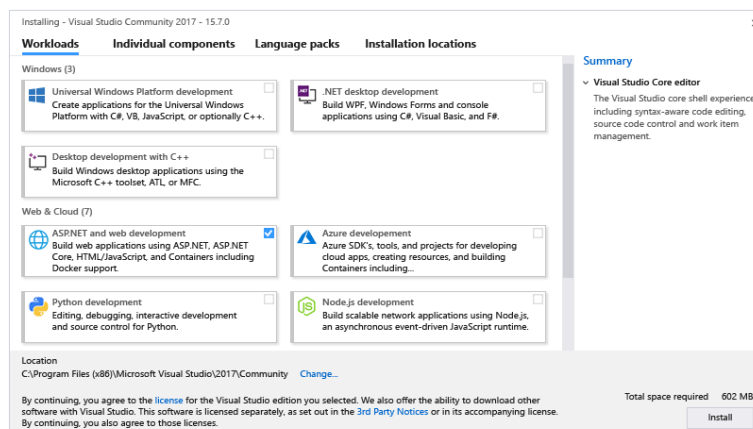 Installing - Visual Studio Community 2017 - 15.7.0
Workloads Individual components Language packs Installation locations
Windows (3)
Universal Windows Platform development
Create applications for the Universal Windows
Platform with C#, VB, JavaScript, or optionally C++.
.NET desktop development
Build WPF, Windows Forms and console
applications using C#, Visual Basic, and F#.
Desktop development with C++
Build Windows desktop applications using the
Microsoft C++ toolset, ATL, or MFC.
Web & Cloud (7)
ASP.NET and web development
Build web applications using ASP.NET, ASP.NET
Core, HTML/JavaScript, and Containers including
Docker support.
Azure developement
Azure SDK's, tools, and projects for developing
cloud apps, creating resources, and building
Containers including...
Python development
Editing, debugging, interactive development
and source control for Python.
Node.js development
Build scalable network applications using Node.js,
an asynchronous event-driven JavaScript runtime.
Summary
Visual Studio Core editor
The Visual Studio core shell experience
including syntax-aware code editing,
source code control and work item
management.
Location
C:\Program Files (x86)\Microsoft Visual Studio\2017\Community Change...
By continuing, you agree to the license for the Visual Studio edition you selected. We also offer the ability to download other
software with Visual Studio. This software is licensed separately, as set out in the 3rd Party Notices or in its accompanying license.
By continuing, you also agree to those licenses.
Total space required 602 MB
Install